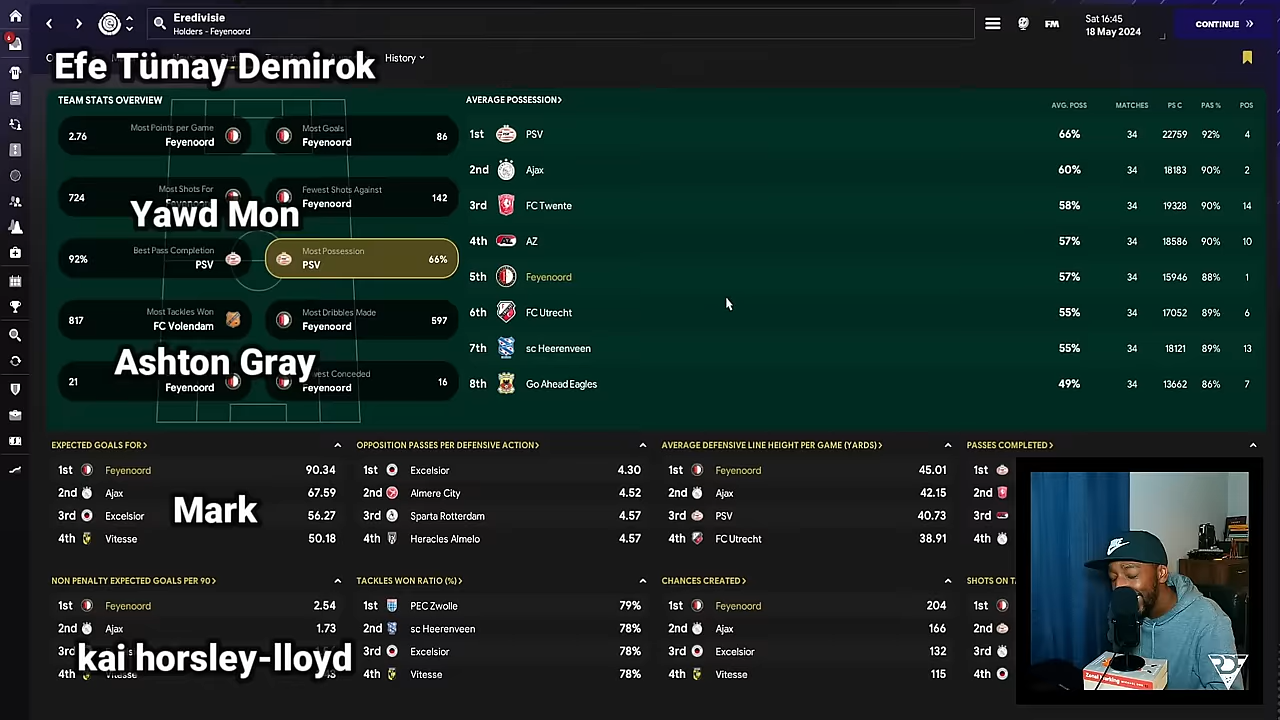 Eredivisie
Holders - Feyenoord
Sat 16:45
18 May 2024
FM
CONTINUE
6
Efe Tümay Demirok
History
TEAM STATS OVERVIEW
2.76 Most Points per Game Feyenoord
Most Goals Feyenoord 86
724 Most Shots For
Fewest Shots Against Feyenoord 142
Yawd Mon
92% Best Pass Completion PSV
Most Possession PSV 66%
817 Most Tackles Won FC Volendam
Most Dribbles Made Feyenoord 597
Ashton Gray
21 Feyenoord
Conceded Feyenoord 16
AVERAGE POSSESSION>
AVG. POSS MATCHES PS C PAS % POS
1st PSV 66% 34 22759 92% 4
2nd Ajax 60% 34 18183 90% 2
3rd FC Twente 58% 34 19328 90% 14
4th AZ 57% 34 18586 90% 10
5th Feyenoord 57% 34 15946 88% 1
6th FC Utrecht 55% 34 17052 89% 6
7th sc Heerenveen 55% 34 18121 89% 13
8th Go Ahead Eagles 49% 34 13662 86% 7
EXPECTED GOALS FOR>
1st Feyenoord 90.34
2nd Ajax 67.59
3rd Excelsior 56.27
4th Vitesse 50.18
Mark
OPPOSITION PASSES PER DEFENSIVE ACTION>
1st Excelsior 4.30
2nd Almere City 4.52
3rd Sparta Rotterdam 4.57
4th Heracles Almelo 4.57
AVERAGE DEFENSIVE LINE HEIGHT PER GAME (YARDS)>
1st Feyenoord 45.01
2nd Ajax 42.15
3rd PSV 40.73
4th FC Utrecht 38.91
PASSES COMPLETED>
1st
2nd
3rd
4th
NON PENALTY EXPECTED GOALS PER 90>
1st Feyenoord 2.54
2nd Ajax 1.73
kai horsley-lloyd
4th Vitesse
TACKLES WON RATIO (%)>
1st PEC Zwolle 79%
2nd sc Heerenveen 78%
3rd Excelsior 78%
4th Vitesse 78%
CHANCES CREATED>
1st Feyenoord 204
2nd Ajax 166
3rd Excelsior 132
4th Vitesse 115
SHOTS ON
1st
2nd
3rd
4th
RDF